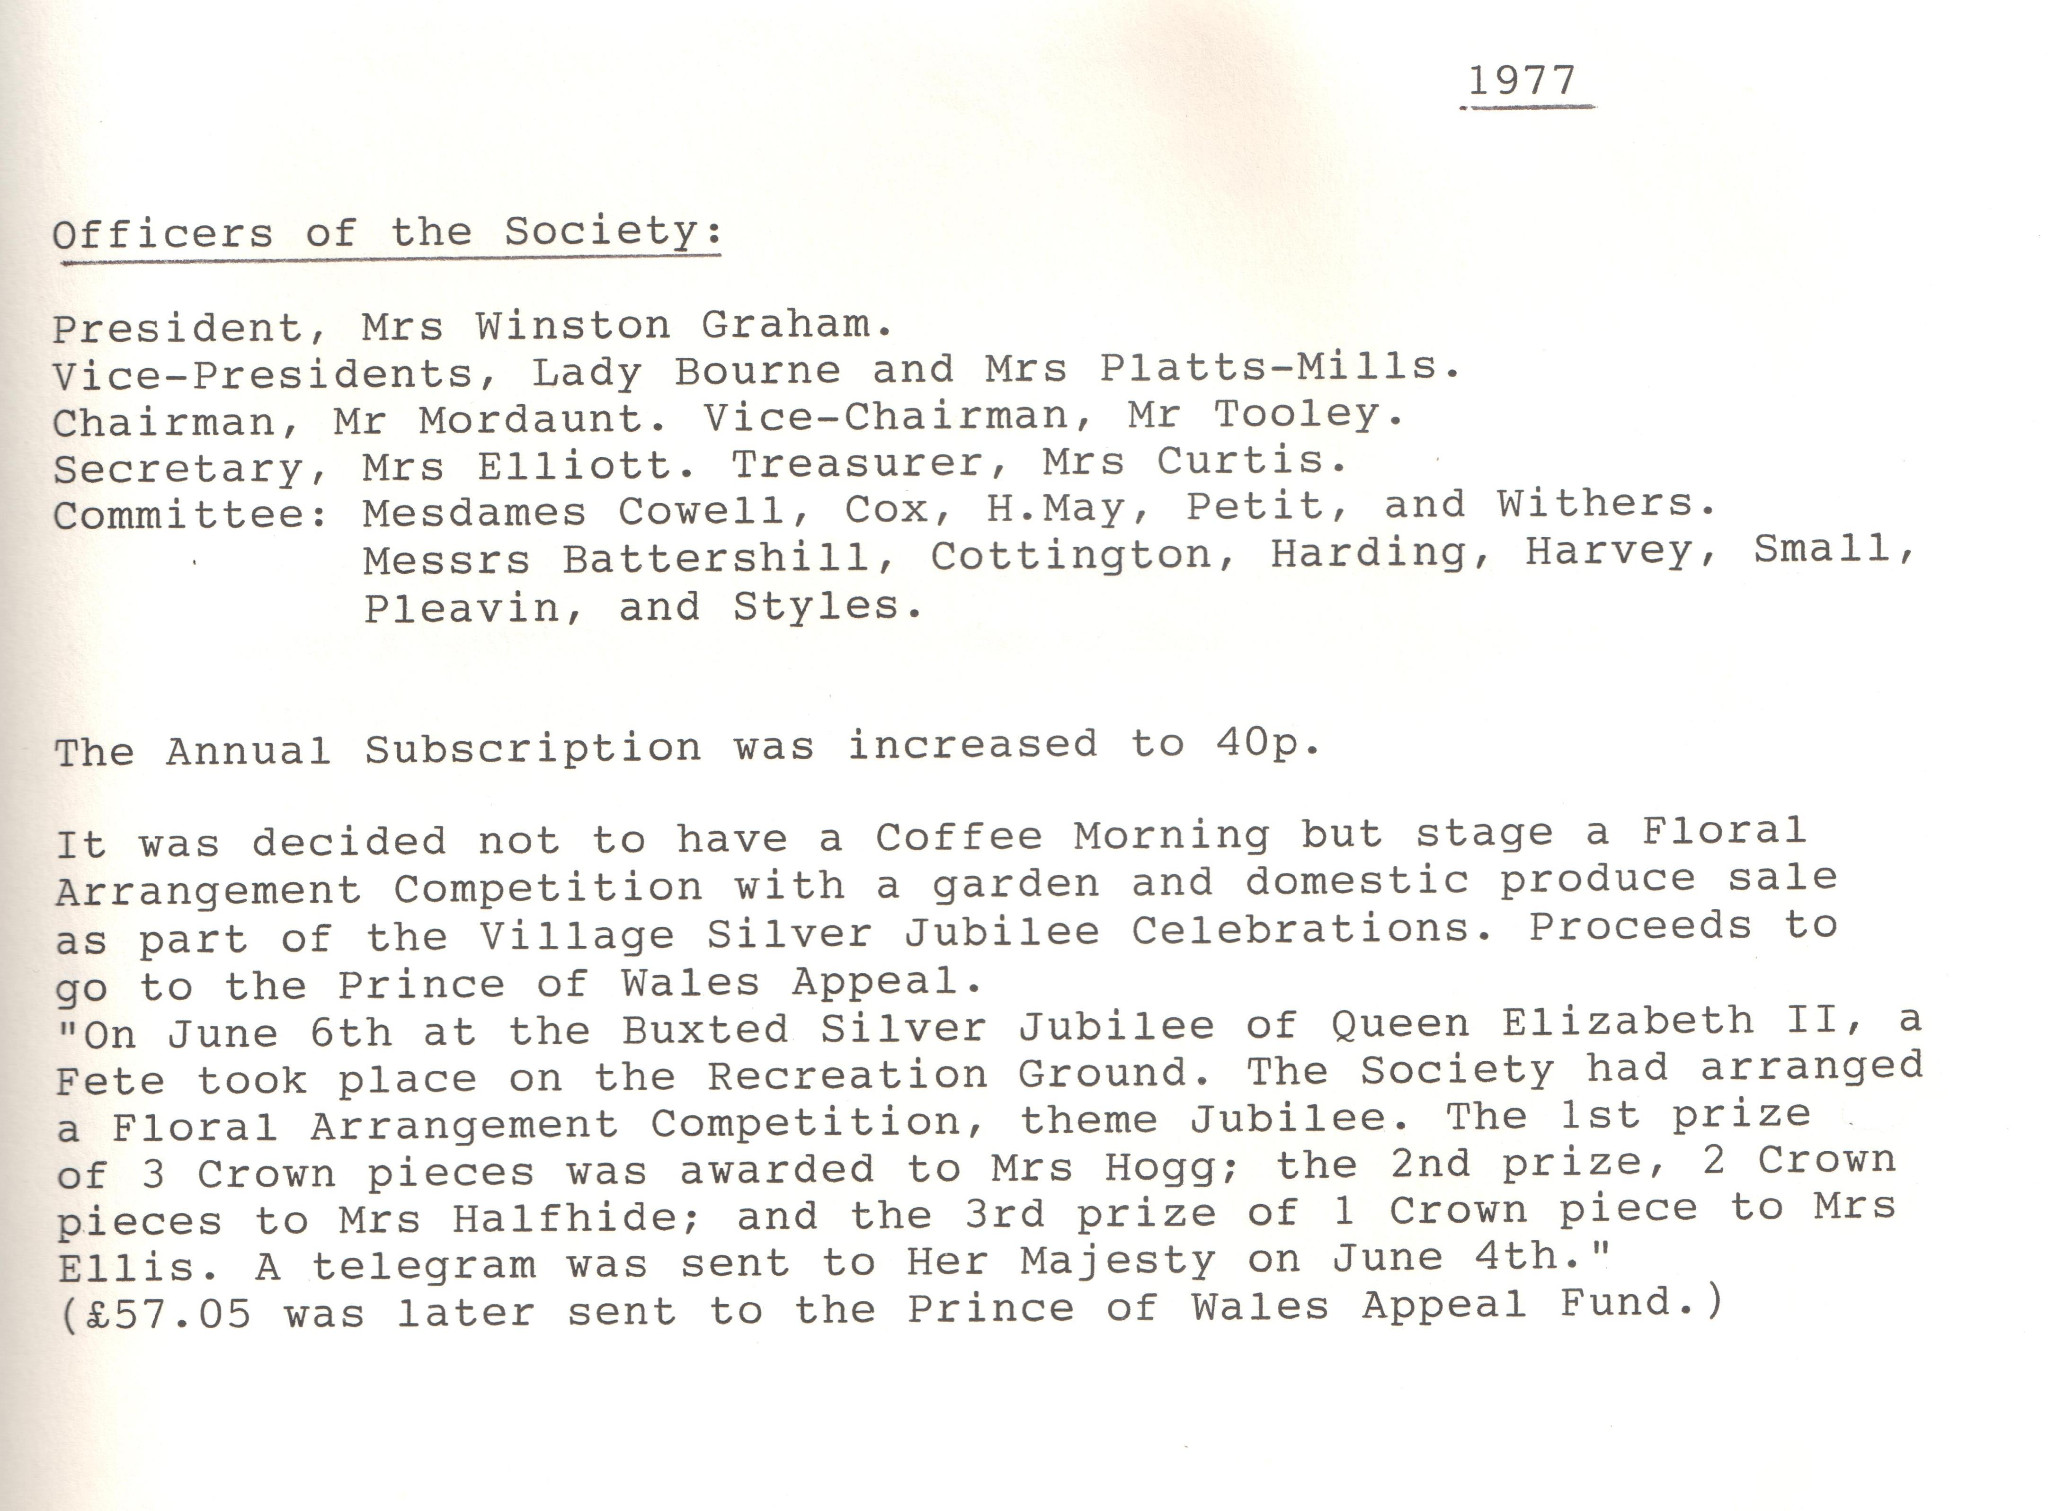 1977
Officers of the Society:
President, Mrs Winston Graham.
Vice-Presidents, Lady Bourne and Mrs Platts-Mills.
Chairman, Mr Mordaunt. Vice-Chairman, Mr Tooley.
Secretary, Mrs Elliott. Treasurer, Mrs Curtis.
Committee: Mesdames Cowell, Cox, H.May, Petit, and Withers.
Messrs Battershill, Cottington, Harding, Harvey, Small,
Pleavin, and Styles.
The Annual Subscription was increased to 40p.
It was decided not to have a Coffee Morning but stage a Floral
Arrangement Competition with a garden and domestic produce sale
as part of the Village Silver Jubilee Celebrations. Proceeds to
go to the Prince of Wales Appeal.
"On June 6th at the Buxted Silver Jubilee of Queen Elizabeth II, a
Fete took place on the Recreation Ground. The Society had arranged
a Floral Arrangement Competition, theme Jubilee. The 1st prize
of 3 Crown pieces was awarded to Mrs Hogg; the 2nd prize, 2 Crown
pieces to Mrs Halfhide; and the 3rd prize of 1 Crown piece to Mrs
Ellis. A telegram was sent to Her Majesty on June 4th."
(£57.05 was later sent to the Prince of Wales Appeal Fund.)